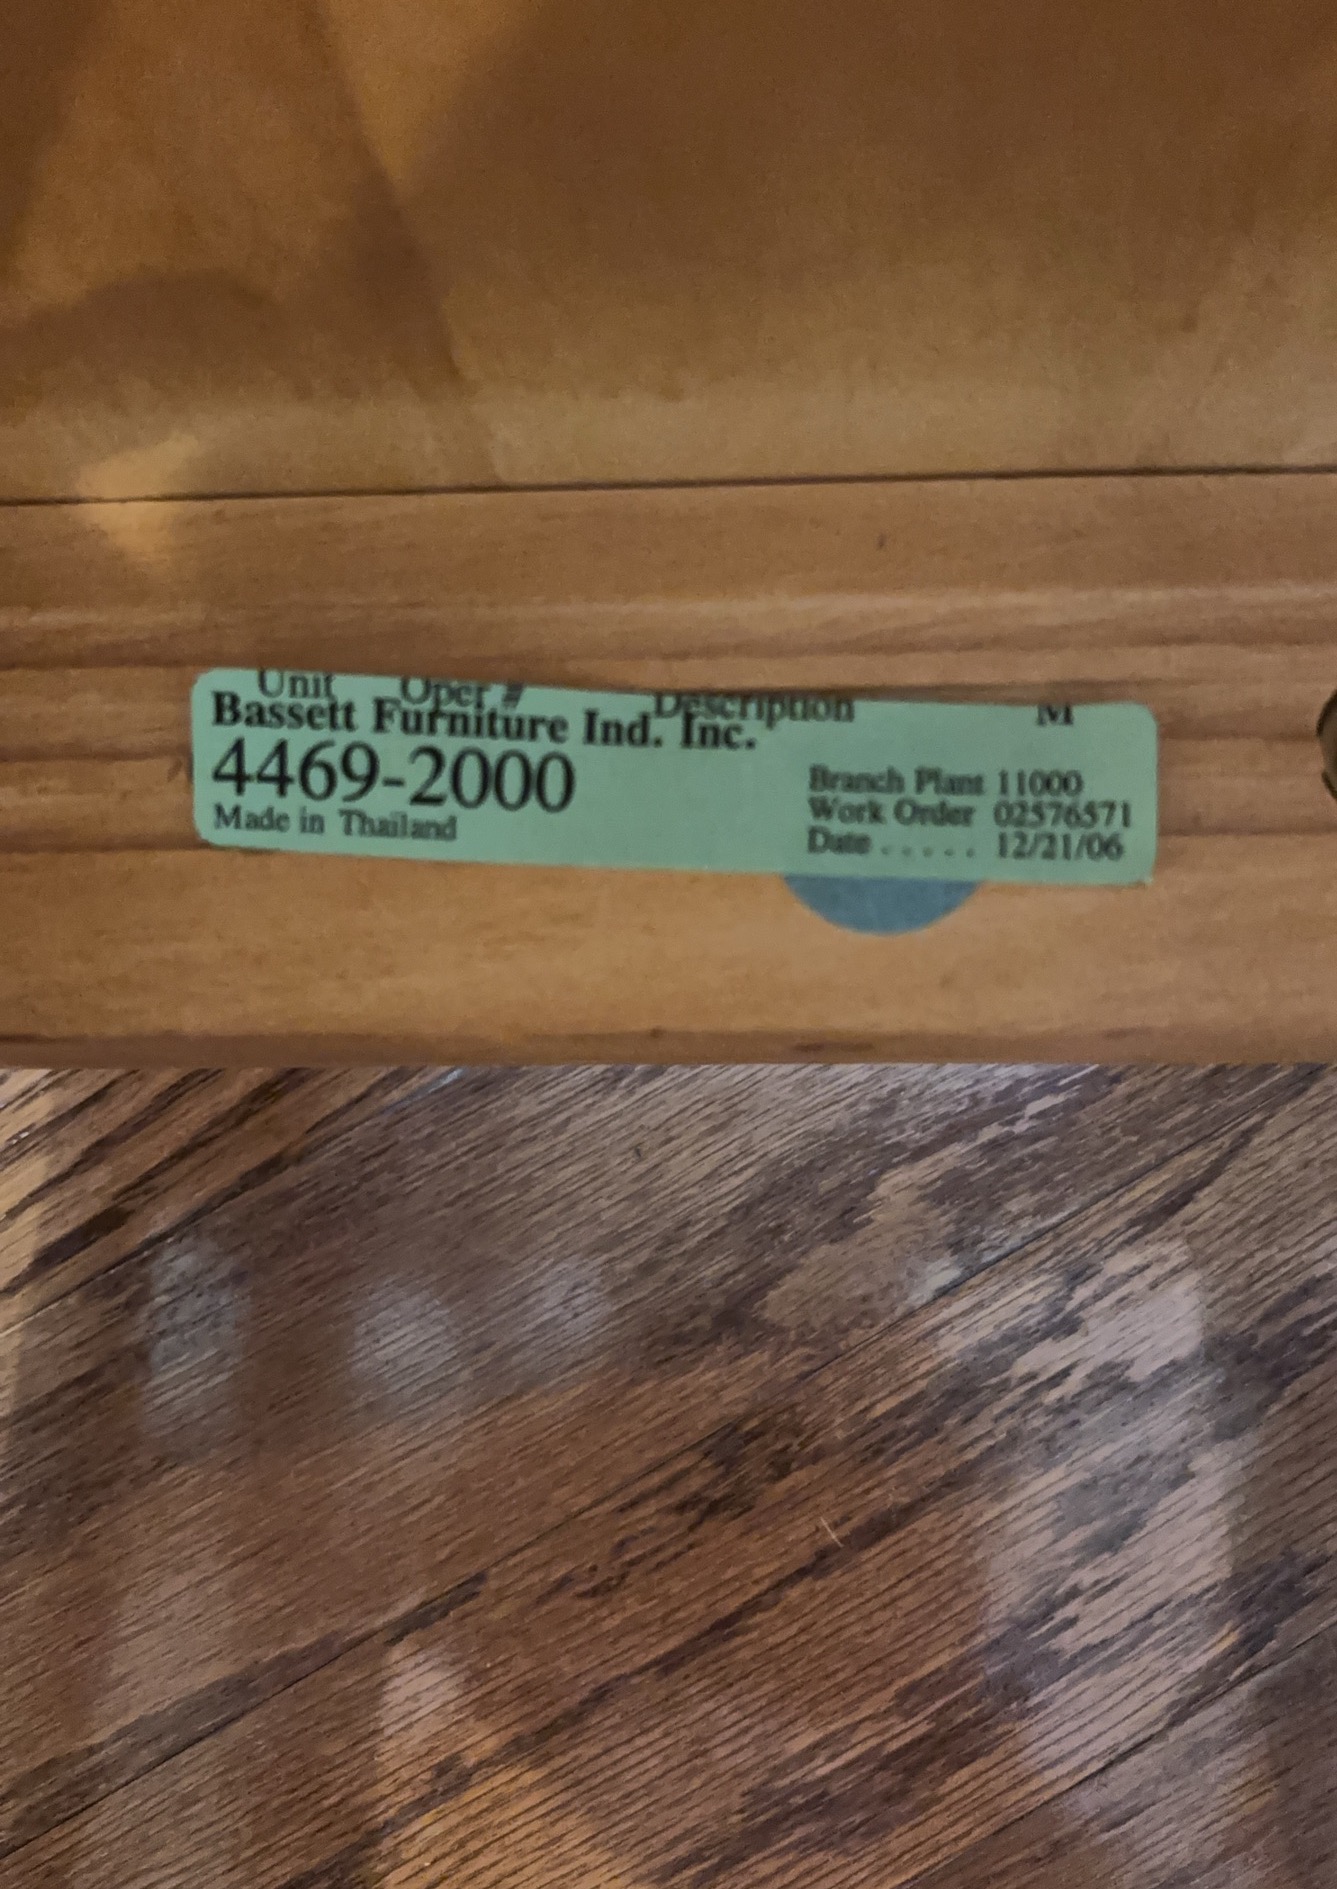 Unit Oper # Description M
Bassett Furniture Ind. Inc.
4469-2000
Made in Thailand
Branch Plant 11000
Work Order 02576571
Date ..... 12/21/06